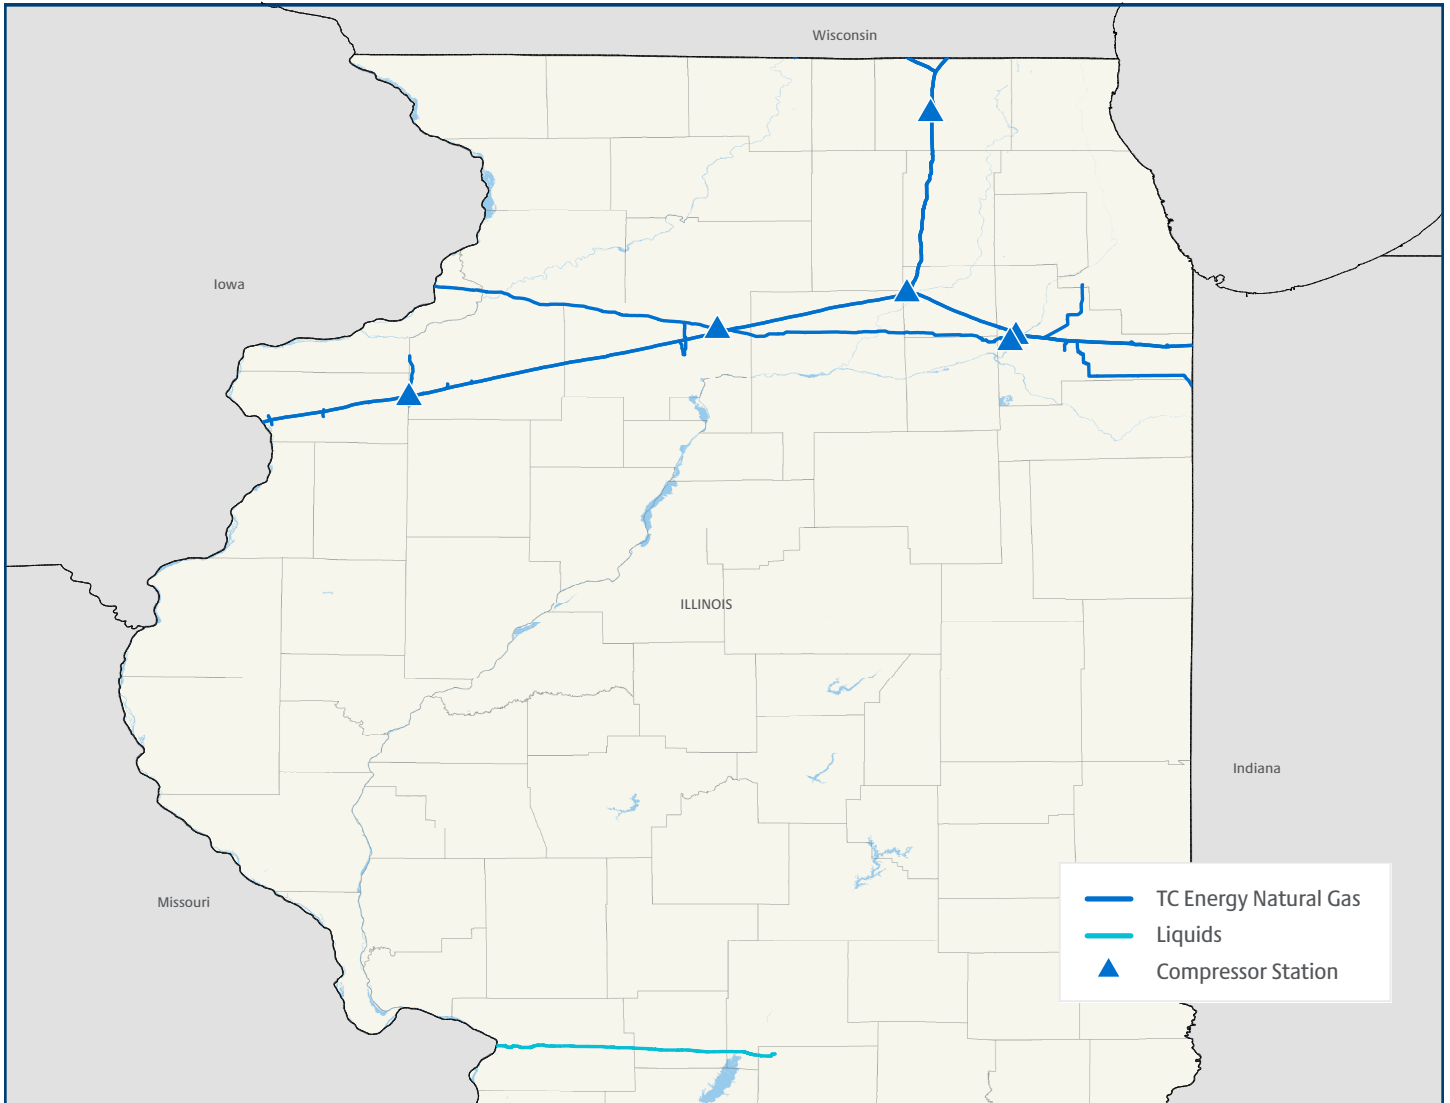 Wisconsin
Iowa
ILLINOIS
Indiana
Missouri
TC Energy Natural Gas
Liquids
Compressor Station